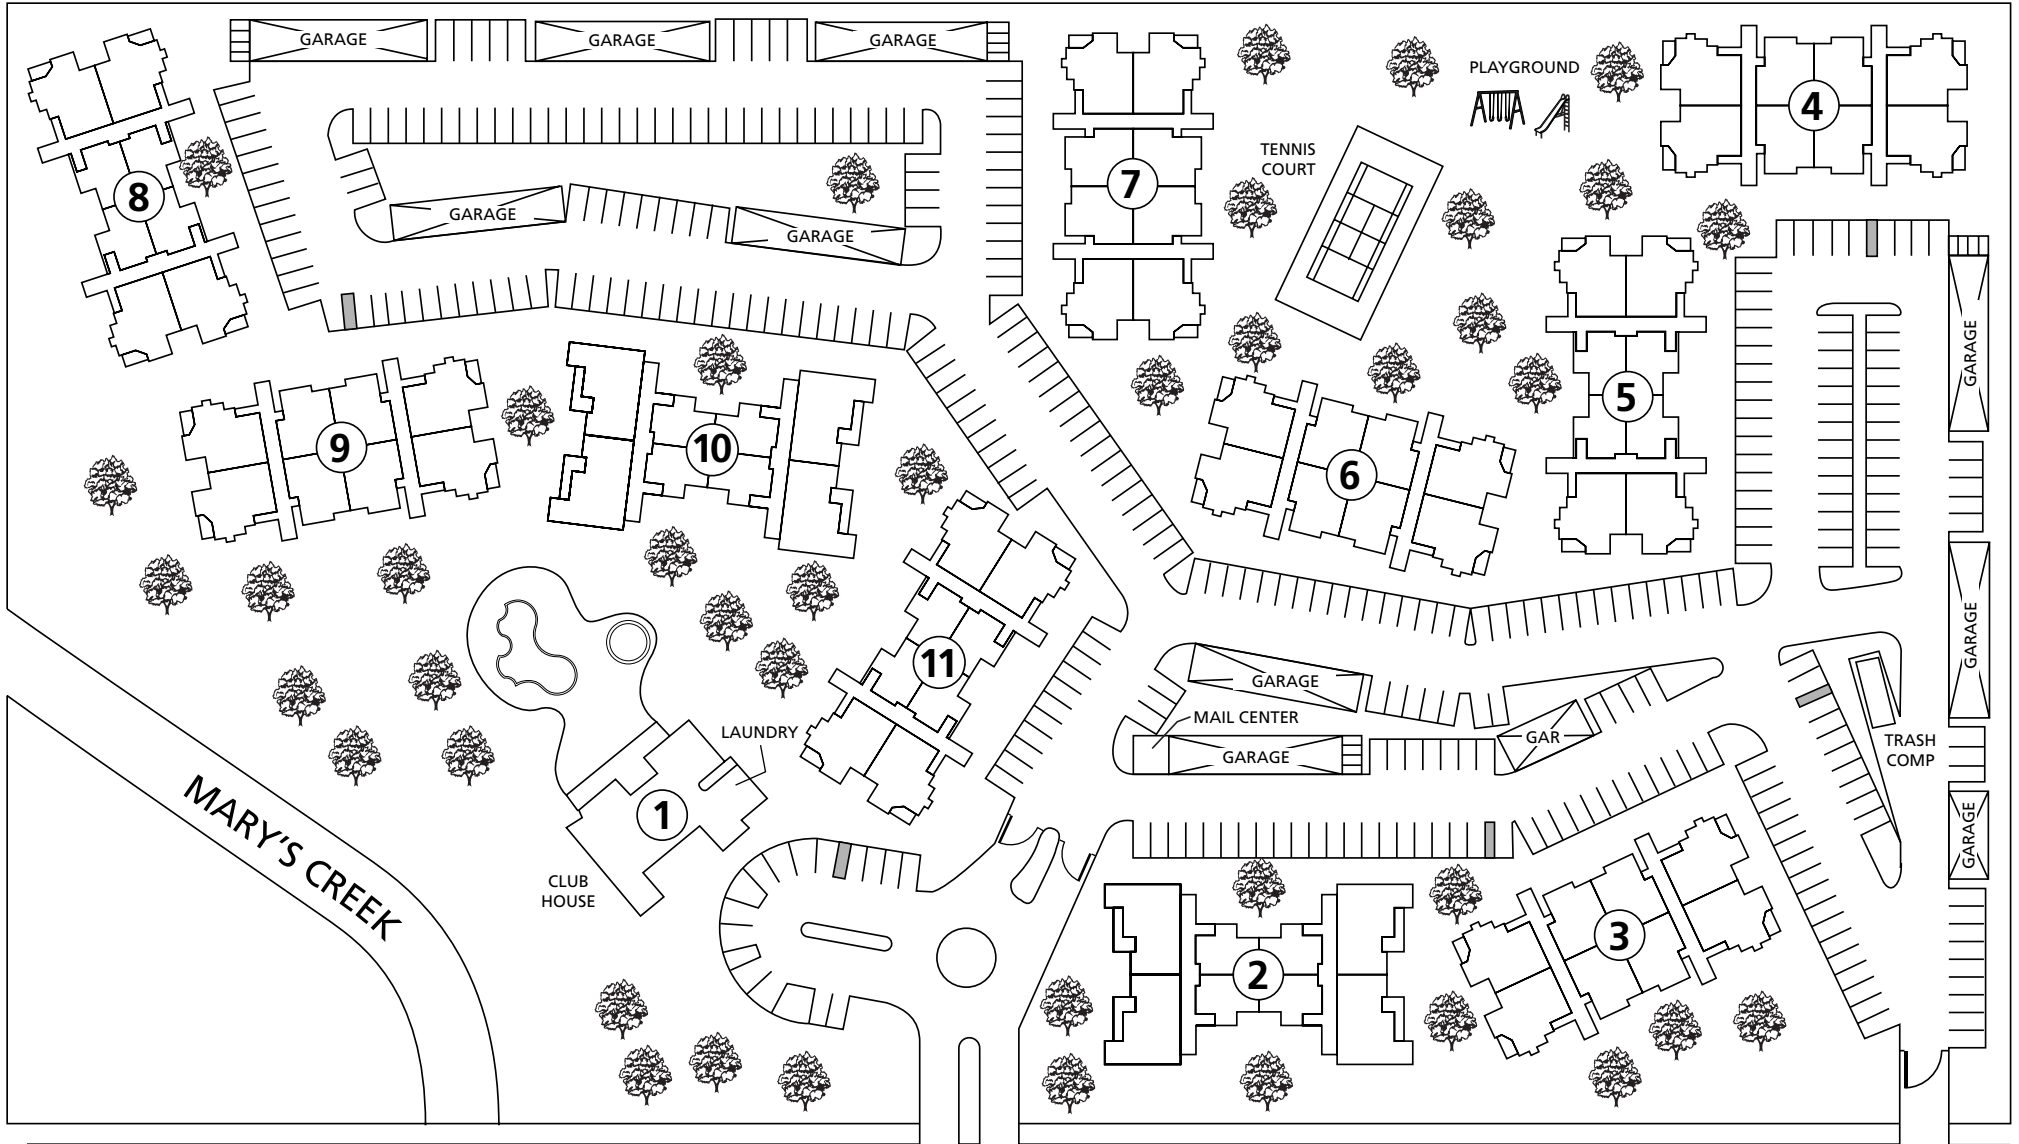 GARAGE
GARAGE
GARAGE
PLAYGROUND
4
TENNIS
COURT
7
8
GARAGE
GARAGE
GARAGE
5
9
10
6
11
GARAGE
GARAGE
MAIL CENTER
LAUNDRY
GAR
GARAGE
TRASH
COMP
MARY'S CREEK
1
GARAGE
CLUB
HOUSE
3
2